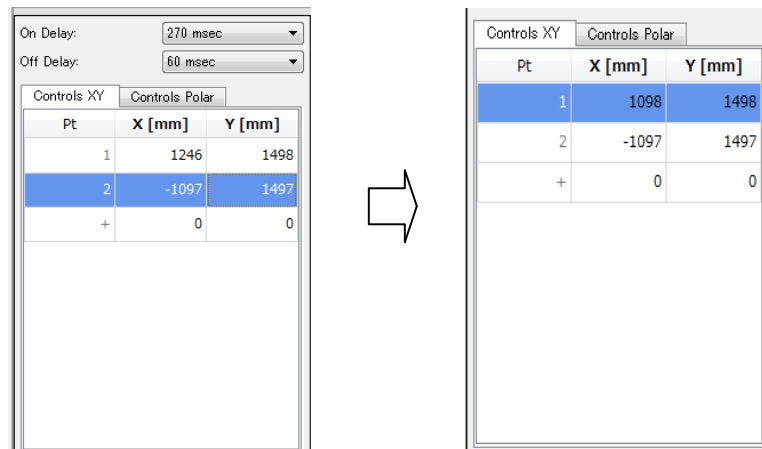 On Delay: 270 msec
Off Delay: 60 msec
Controls XY Controls Polar
Pt X [mm] Y [mm]
1 1246 1498
2 -1097 1497
+ 0 0
Controls XY Controls Polar
Pt X [mm] Y [mm]
1 1098 1498
2 -1097 1497
+ 0 0